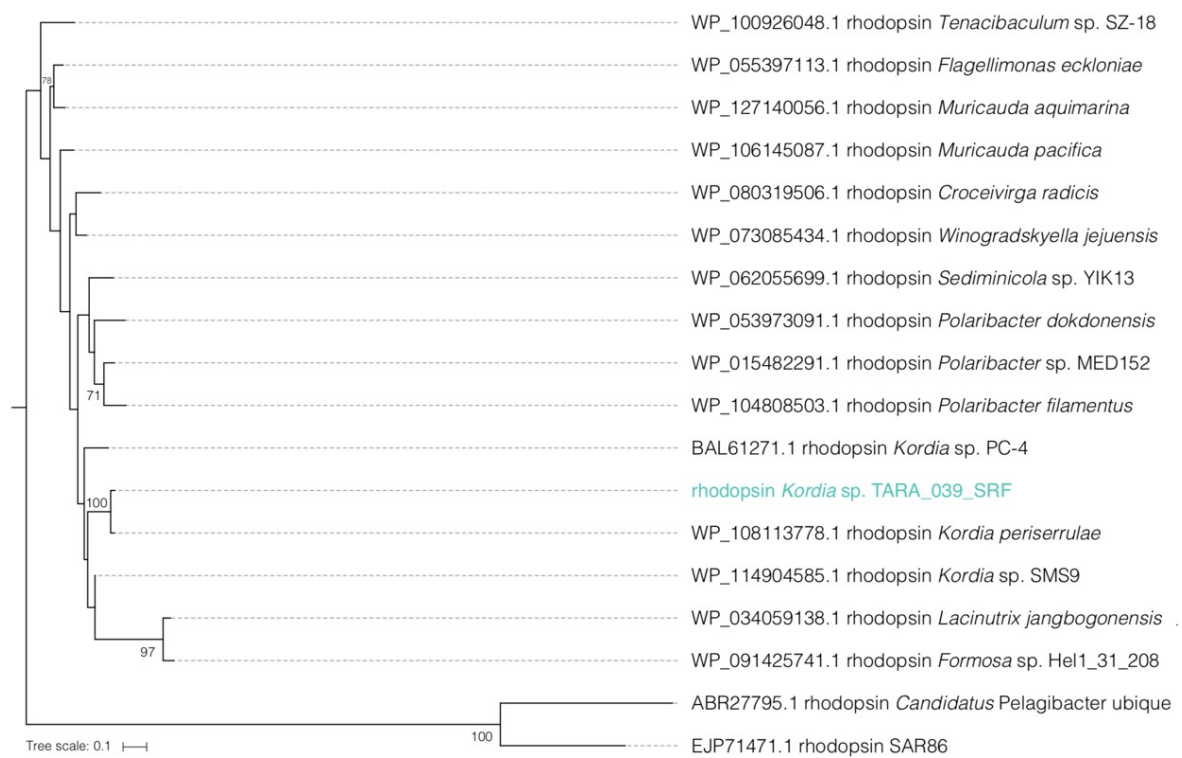 WP_100926048.1 rhodopsin Tenacibaculum sp. SZ-18
78
WP_055397113.1 rhodopsin Flagellimonas eckloniae
WP_127140056.1 rhodopsin Muricauda aquimarina
WP_106145087.1 rhodopsin Muricauda pacifica
WP_080319506.1 rhodopsin Croceivirga radicis
WP_073085434.1 rhodopsin Winogradskyella jejuensis
WP_062055699.1 rhodopsin Sediminicola sp. YIK13
WP_053973091.1 rhodopsin Polaribacter dokdonensis
WP_015482291.1 rhodopsin Polaribacter sp. MED152
71
WP_104808503.1 rhodopsin Polaribacter filamentus
BAL61271.1 rhodopsin Kordia sp. PC-4
rhodopsin Kordia sp. TARA_039_SRF
100
WP_108113778.1 rhodopsin Kordia periserrulae
WP_114904585.1 rhodopsin Kordia sp. SMS9
WP_034059138.1 rhodopsin Lacinutrix jangbogonensis .
97
WP_091425741.1 rhodopsin Formosa sp. Hel1_31_208
ABR27795.1 rhodopsin Candidatus Pelagibacter ubique
100
EJP71471.1 rhodopsin SAR86
Tree scale: 0.1